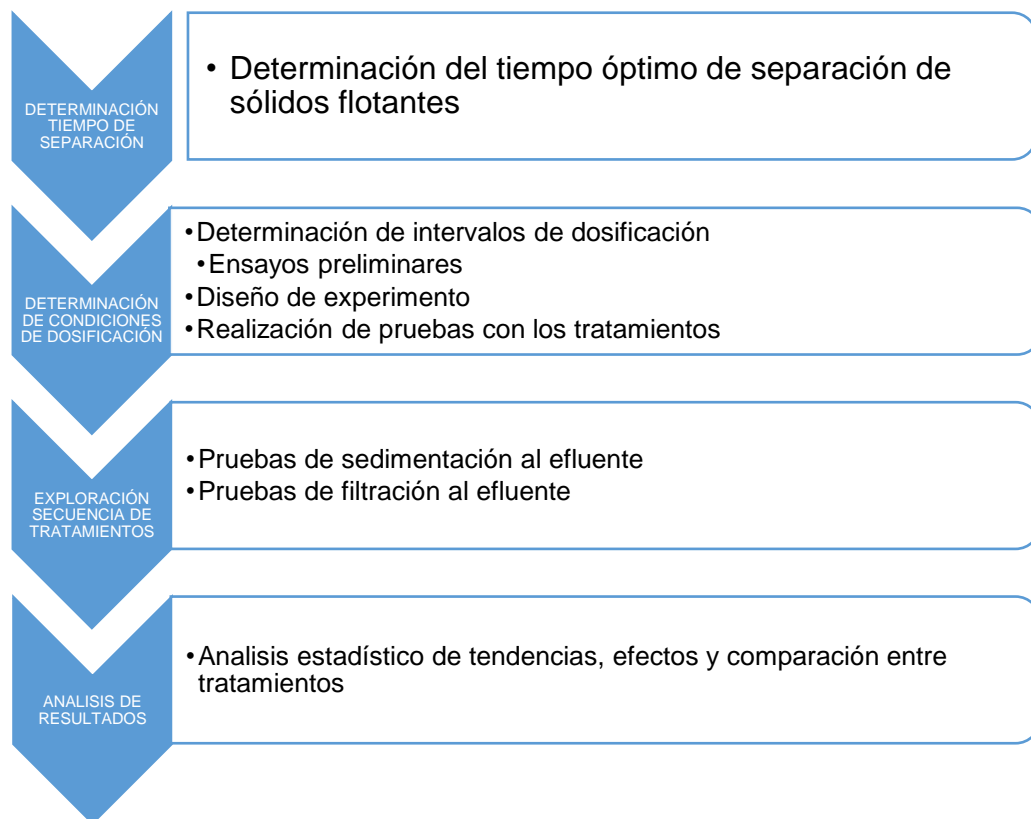 DETERMINACIÓN
TIEMPO DE
SEPARACIÓN
• Determinación del tiempo óptimo de separación de
sólidos flotantes
DETERMINACIÓN
DE CONDICIONES
DE DOSIFICACIÓN
•Determinación de intervalos de dosificación
•Ensayos preliminares
•Diseño de experimento
•Realización de pruebas con los tratamientos
EXPLORACIÓN
SECUENCIA DE
TRATAMIENTOS
•Pruebas de sedimentación al efluente
•Pruebas de filtración al efluente
ANALISIS DE
RESULTADOS
•Analisis estadístico de tendencias, efectos y comparación entre
tratamientos